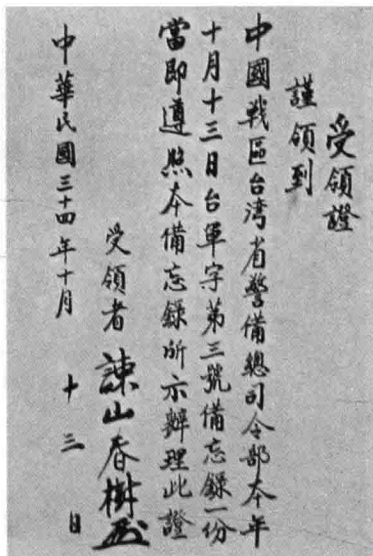 受領證
謹領到
中國戰區台湾省警備總司令部本年
十月十三日台軍字第三號備忘錄一份
當即遵照本備忘錄所示辦理此證
受領者 諫山春樹
中華民國三十四年十月 十三日